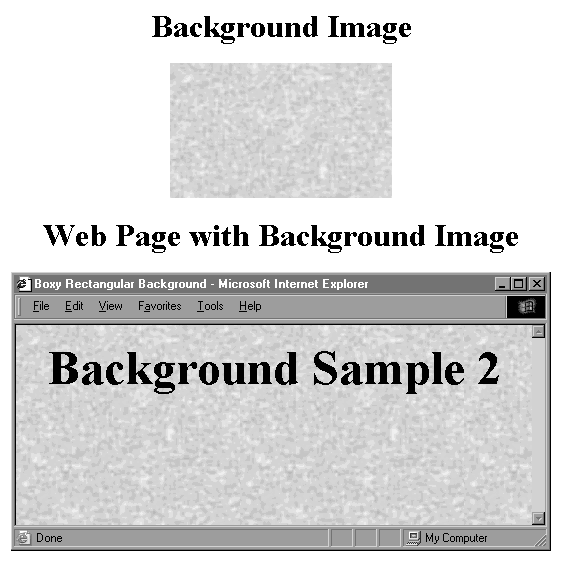 Background Image
Web Page with Background Image
Boxy Rectangular Background - Microsoft Internet Explorer
File Edit View Favorites Tools Help
Background Sample 2
Done My Computer